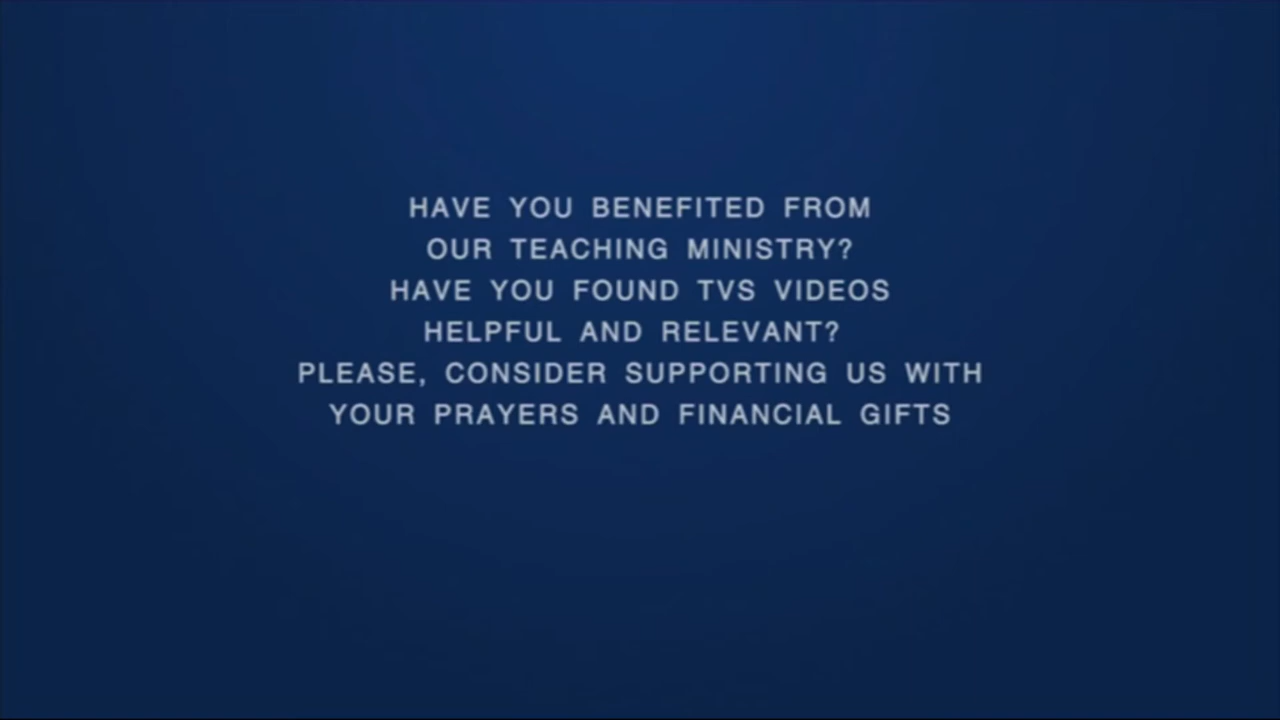 HAVE YOU BENEFITED FROM
OUR TEACHING MINISTRY?
HAVE YOU FOUND TVS VIDEOS
HELPFUL AND RELEVANT?
PLEASE, CONSIDER SUPPORTING US WITH
YOUR PRAYERS AND FINANCIAL GIFTS